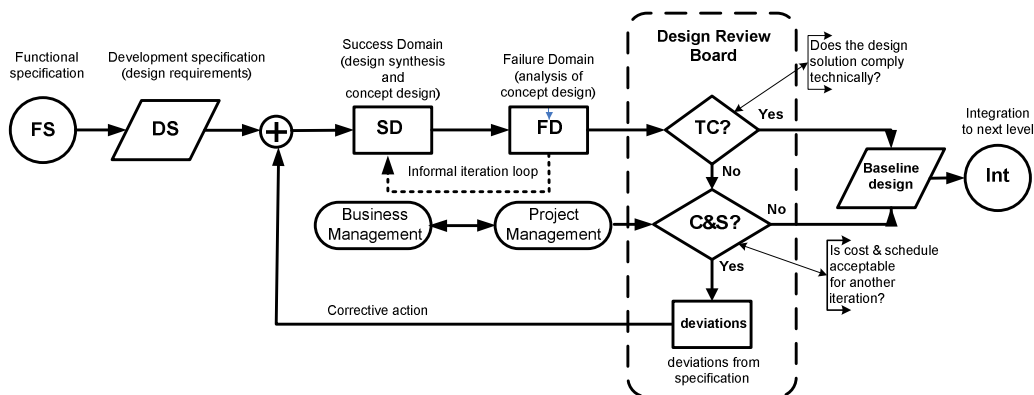 Functional
specification
FS
Development specification
(design requirements)
DS
Success Domain
(design synthesis
and
concept design)
SD
Failure Domain
(analysis of
concept design)
FD
Informal iteration loop
Business
Management
Project
Management
Design Review
Board
TC?
Yes
No
Does the design
solution comply
technically?
C&S?
No
Yes
Is cost & schedule
acceptable
for another
iteration?
deviations
deviations from
specification
Corrective action
Baseline
design
Integration
to next level
Int